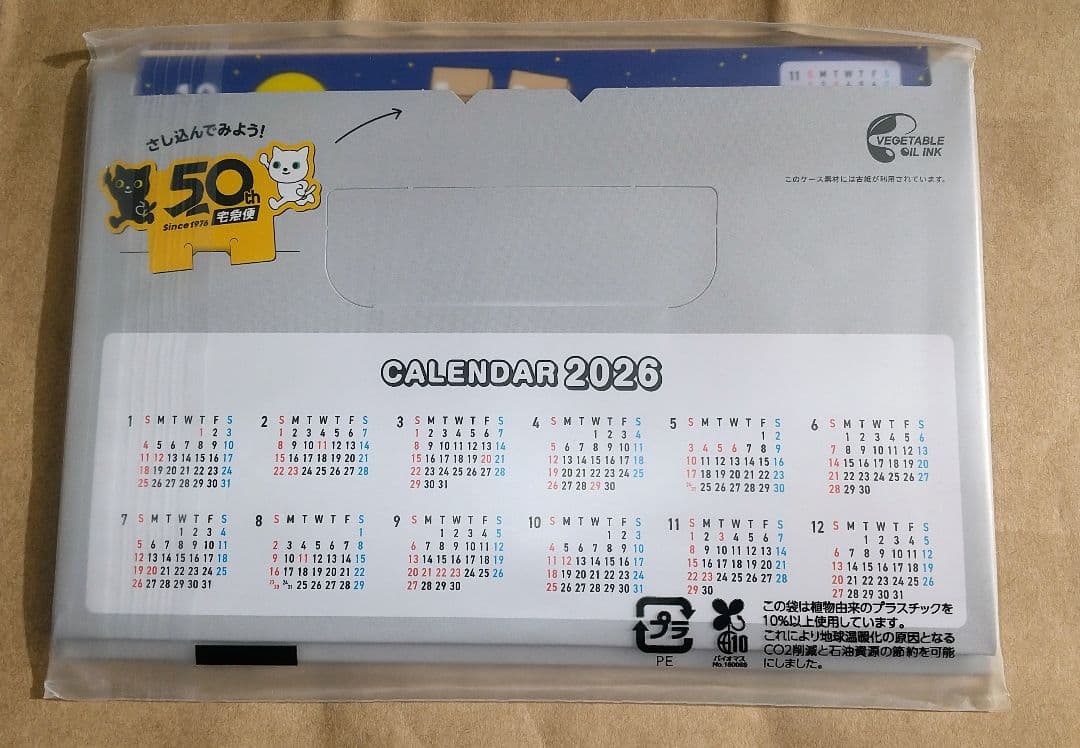 11 S M T W T F S
さし込んでみよう!
50th
Since1976 宅急便
VEGETABLE
OIL INK
このケース素材には古紙が利用されています。
CALENDAR 2026
1 S M T W T F S
1 2 3
4 5 6 7 8 9 10
11 12 13 14 15 16 17
18 19 20 21 22 23 24
25 26 27 28 29 30 31
2 S M T W T F S
1 2 3 4 5 6 7
8 9 10 11 12 13 14
15 16 17 18 19 20 21
22 23 24 25 26 27 28
3 S M T W T F S
1 2 3 4 5 6 7
8 9 10 11 12 13 14
15 16 17 18 19 20 21
22 23 24 25 26 27 28
29 30 31
4 S M T W T F S
1 2 3 4
5 6 7 8 9 10 11
12 13 14 15 16 17 18
19 20 21 22 23 24 25
26 27 28 29 30
5 S M T W T F S
1 2
3 4 5 6 7 8 9
10 11 12 13 14 15 16
17 18 19 20 21 22 23
24/31 25 26 27 28 29 30
6 S M T W T F S
1 2 3 4 5 6
7 8 9 10 11 12 13
14 15 16 17 18 19 20
21 22 23 24 25 26 27
28 29 30
7 S M T W T F S
1 2 3 4
5 6 7 8 9 10 11
12 13 14 15 16 17 18
19 20 21 22 23 24 25
26 27 28 29 30 31
8 S M T W T F S
1
2 3 4 5 6 7 8
9 10 11 12 13 14 15
16 17 18 19 20 21 22
23/30 24/31 25 26 27 28 29
9 S M T W T F S
1 2 3 4 5
6 7 8 9 10 11 12
13 14 15 16 17 18 19
20 21 22 23 24 25 26
27 28 29 30
10 S M T W T F S
1 2 3
4 5 6 7 8 9 10
11 12 13 14 15 16 17
18 19 20 21 22 23 24
25 26 27 28 29 30 31
11 S M T W T F S
1 2 3 4 5 6 7
8 9 10 11 12 13 14
15 16 17 18 19 20 21
22 23 24 25 26 27 28
29 30
12 S M T W T F S
1 2 3 4 5
6 7 8 9 10 11 12
13 14 15 16 17 18 19
20 21 22 23 24 25 26
27 28 29 30 31
プラ
PE
10
バイオマス
No.160089
この袋は植物由来のプラスチックを
10%以上使用しています。
これにより地球温暖化の原因となる
CO2削減と石油資源の節約を可能
にしました。